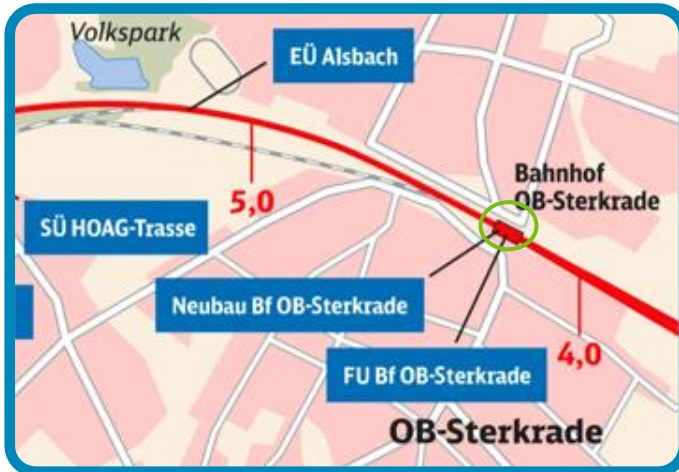 Volkspark
EÜ Alsbach
5,0
Bahnhof
OB-Sterkrade
SÜ HOAG-Trasse
Neubau Bf OB-Sterkrade
4,0
FU Bf OB-Sterkrade
OB-Sterkrade